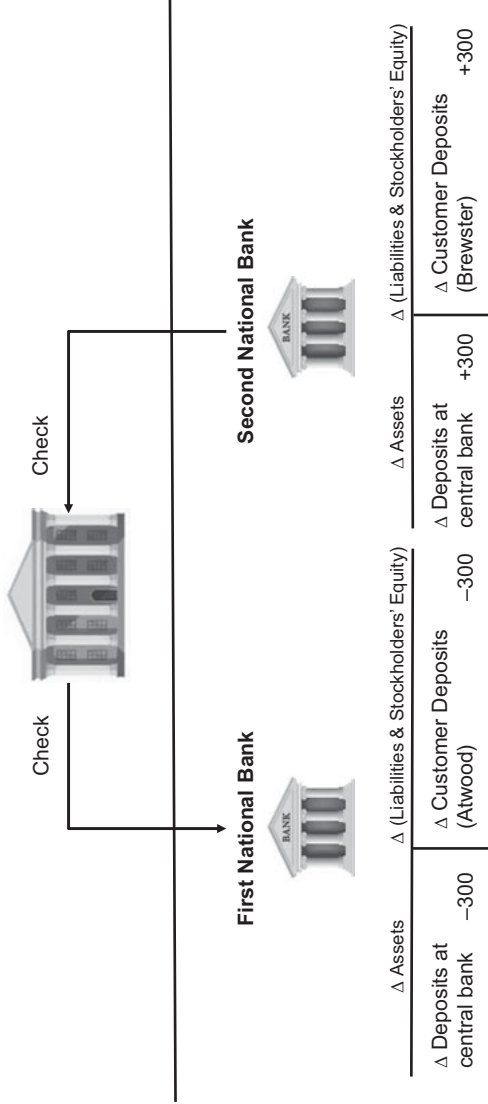 Check
Check
First National Bank
BANK
Δ Assets
Δ (Liabilities & Stockholders' Equity)
Δ Deposits at
central bank −300
Δ Customer Deposits −300
(Atwood)
Second National Bank
BANK
Δ Assets
Δ (Liabilities & Stockholders' Equity)
Δ Deposits at
central bank +300
Δ Customer Deposits +300
(Brewster)